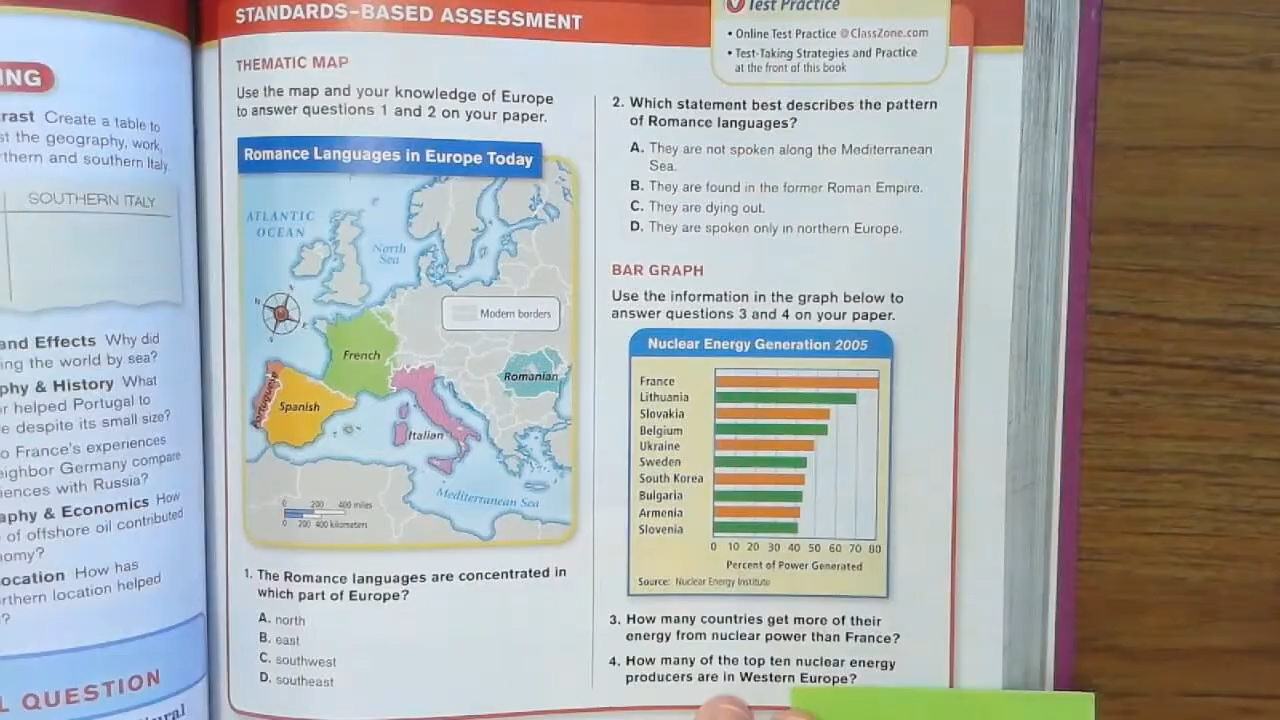 ING
rast Create a table to
st the geography, work,
thern and southern Italy.
SOUTHERN ITALY
and Effects Why did
ing the world by sea?
phy & History What
r helped Portugal to
e despite its small size?
o France's experiences
eighbor Germany compare
iences with Russia?
aphy & Economics How
of offshore oil contributed
nomy?
ocation How has
rthern location helped
?
L QUESTION
STANDARDS–BASED ASSESSMENT
Test Practice
• Online Test Practice @ClassZone.com
• Test-Taking Strategies and Practice
at the front of this book
THEMATIC MAP
Use the map and your knowledge of Europe
to answer questions 1 and 2 on your paper.
Romance Languages in Europe Today
ATLANTIC
OCEAN
North
Sea
N
E
S
Modern borders
French
Romanian
Portuguese
Spanish
Italian
Mediterranean Sea
0 200 400 miles
0 200 400 kilometers
1. The Romance languages are concentrated in
which part of Europe?
A. north
B. east
C. southwest
D. southeast
2. Which statement best describes the pattern
of Romance languages?
A. They are not spoken along the Mediterranean
Sea.
B. They are found in the former Roman Empire.
C. They are dying out.
D. They are spoken only in northern Europe.
BAR GRAPH
Use the information in the graph below to
answer questions 3 and 4 on your paper.
Nuclear Energy Generation 2005
France
Lithuania
Slovakia
Belgium
Ukraine
Sweden
South Korea
Bulgaria
Armenia
Slovenia
0 10 20 30 40 50 60 70 80
Percent of Power Generated
Source: Nuclear Energy Institute
3. How many countries get more of their
energy from nuclear power than France?
4. How many of the top ten nuclear energy
producers are in Western Europe?